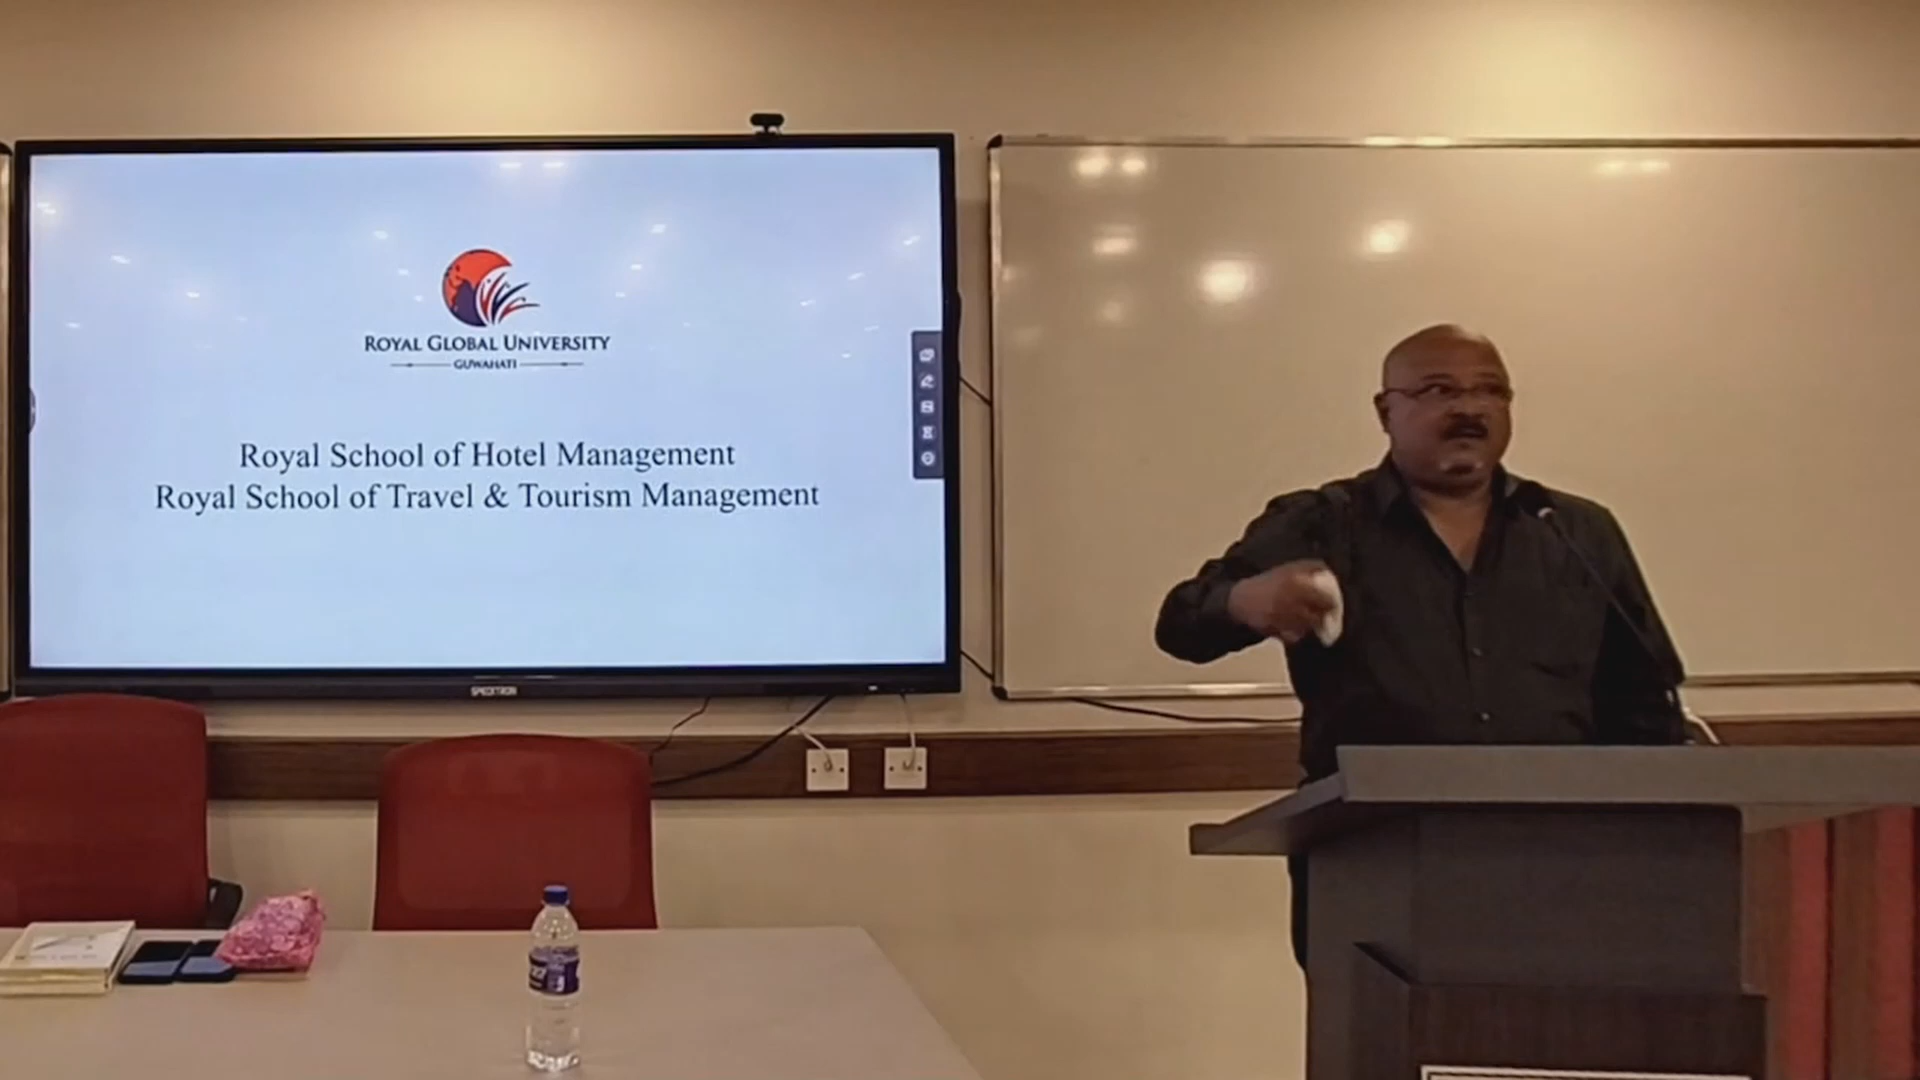 ROYAL GLOBAL UNIVERSITY
GUWAHATI
Royal School of Hotel Management
Royal School of Travel & Tourism Management